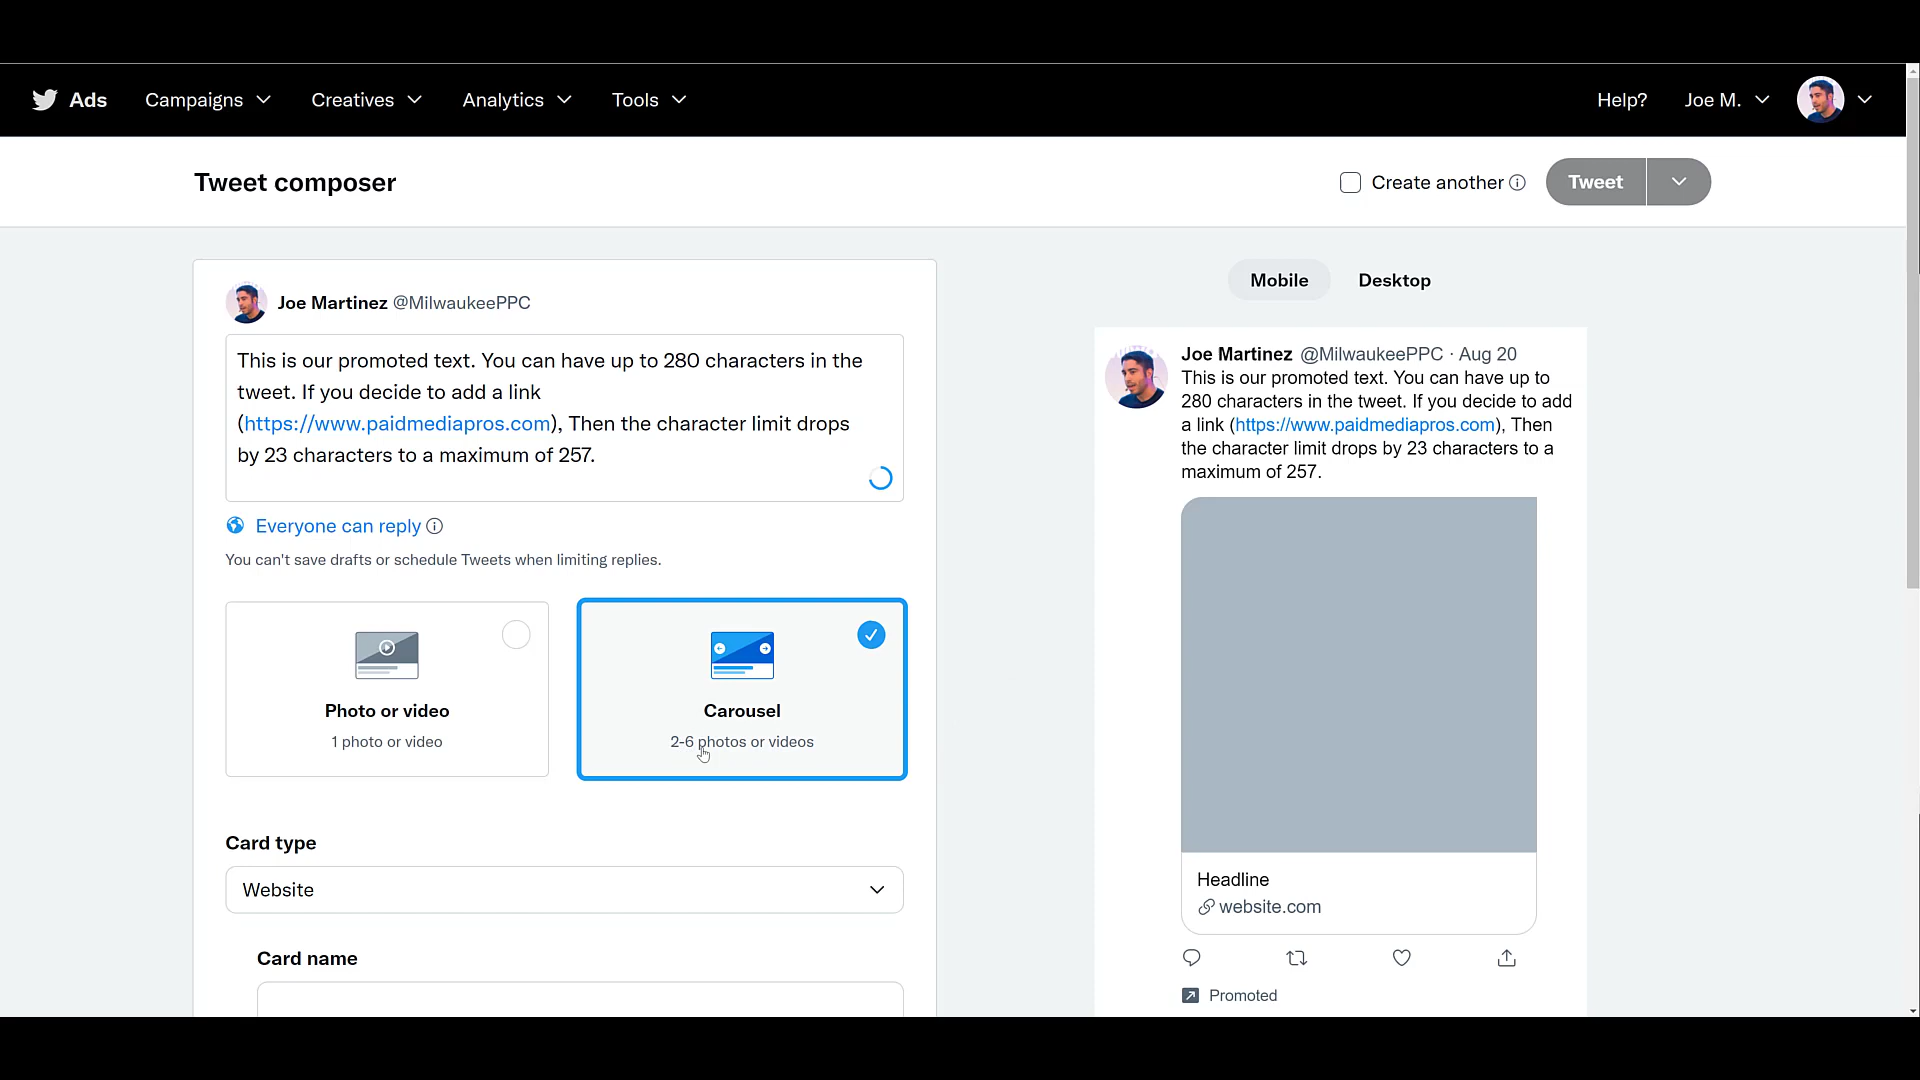 Ads Campaigns Creatives Analytics Tools Help? Joe M.
Tweet composer Create another Tweet
Joe Martinez @MilwaukeePPC
This is our promoted text. You can have up to 280 characters in the
tweet. If you decide to add a link
(https://www.paidmediapros.com), Then the character limit drops
by 23 characters to a maximum of 257.
Everyone can reply
You can't save drafts or schedule Tweets when limiting replies.
Photo or video
1 photo or video
Carousel
2-6 photos or videos
Card type
Website
Card name
Mobile Desktop
Joe Martinez @MilwaukeePPC · Aug 20
This is our promoted text. You can have up to
280 characters in the tweet. If you decide to add
a link (https://www.paidmediapros.com), Then
the character limit drops by 23 characters to a
maximum of 257.
Headline
website.com
Promoted